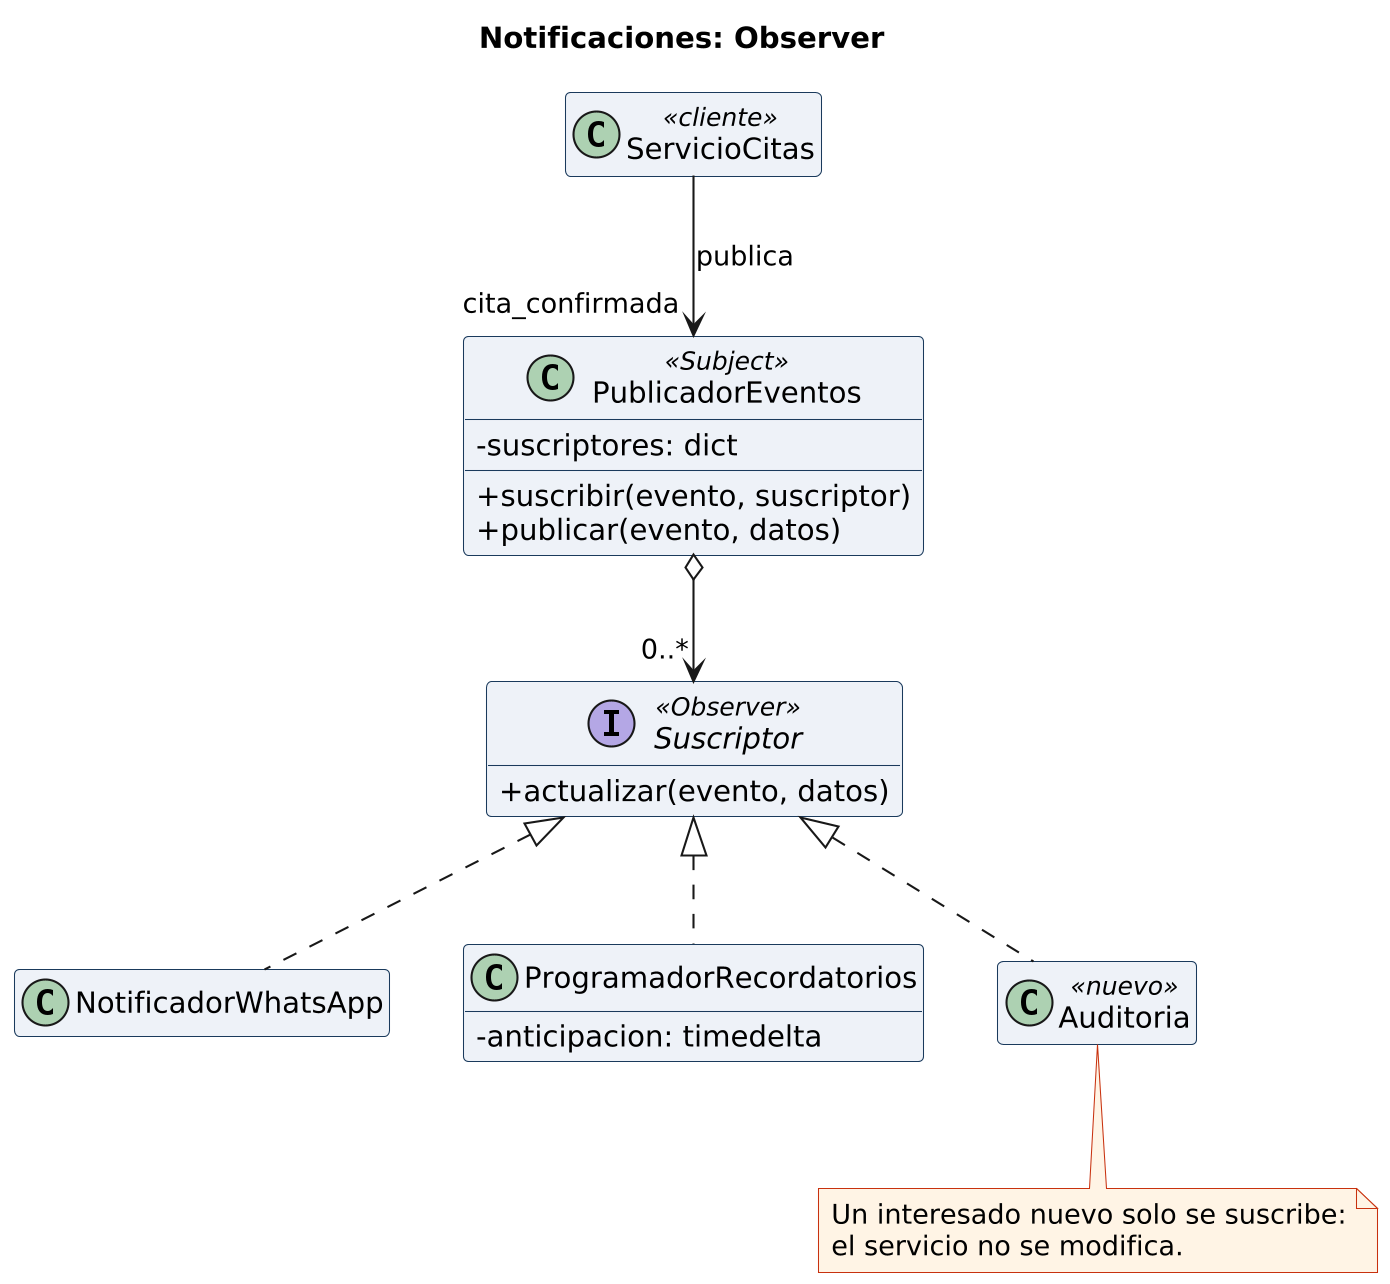 Notificaciones: Observer
C
«cliente»
ServicioCitas
publica
cita_confirmada
C
«Subject»
PublicadorEventos
-suscriptores: dict
+suscribir(evento, suscriptor)
+publicar(evento, datos)
0..*
I
«Observer»
Suscriptor
+actualizar(evento, datos)
C
NotificadorWhatsApp
C
ProgramadorRecordatorios
-anticipacion: timedelta
C
«nuevo»
Auditoria
Un interesado nuevo solo se suscribe:
el servicio no se modifica.